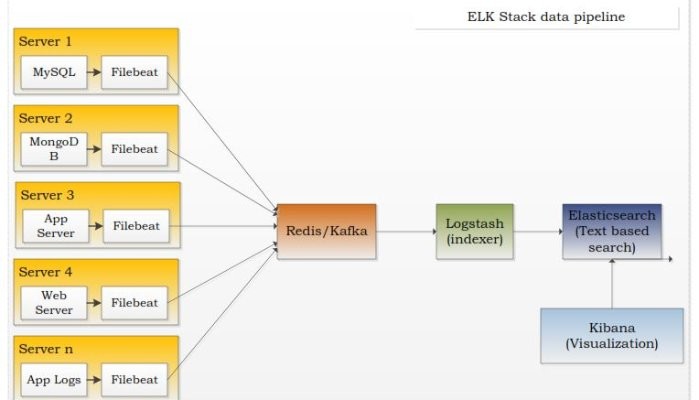 ELK Stack data pipeline
Server 1
MySQL
Filebeat
Server 2
MongoD
B
Filebeat
Server 3
App
Server
Filebeat
Server 4
Web
Server
Filebeat
Server n
App Logs
Filebeat
Redis/Kafka
Logstash
(indexer)
Elasticsearch
(Text based
search)
Kibana
(Visualization)